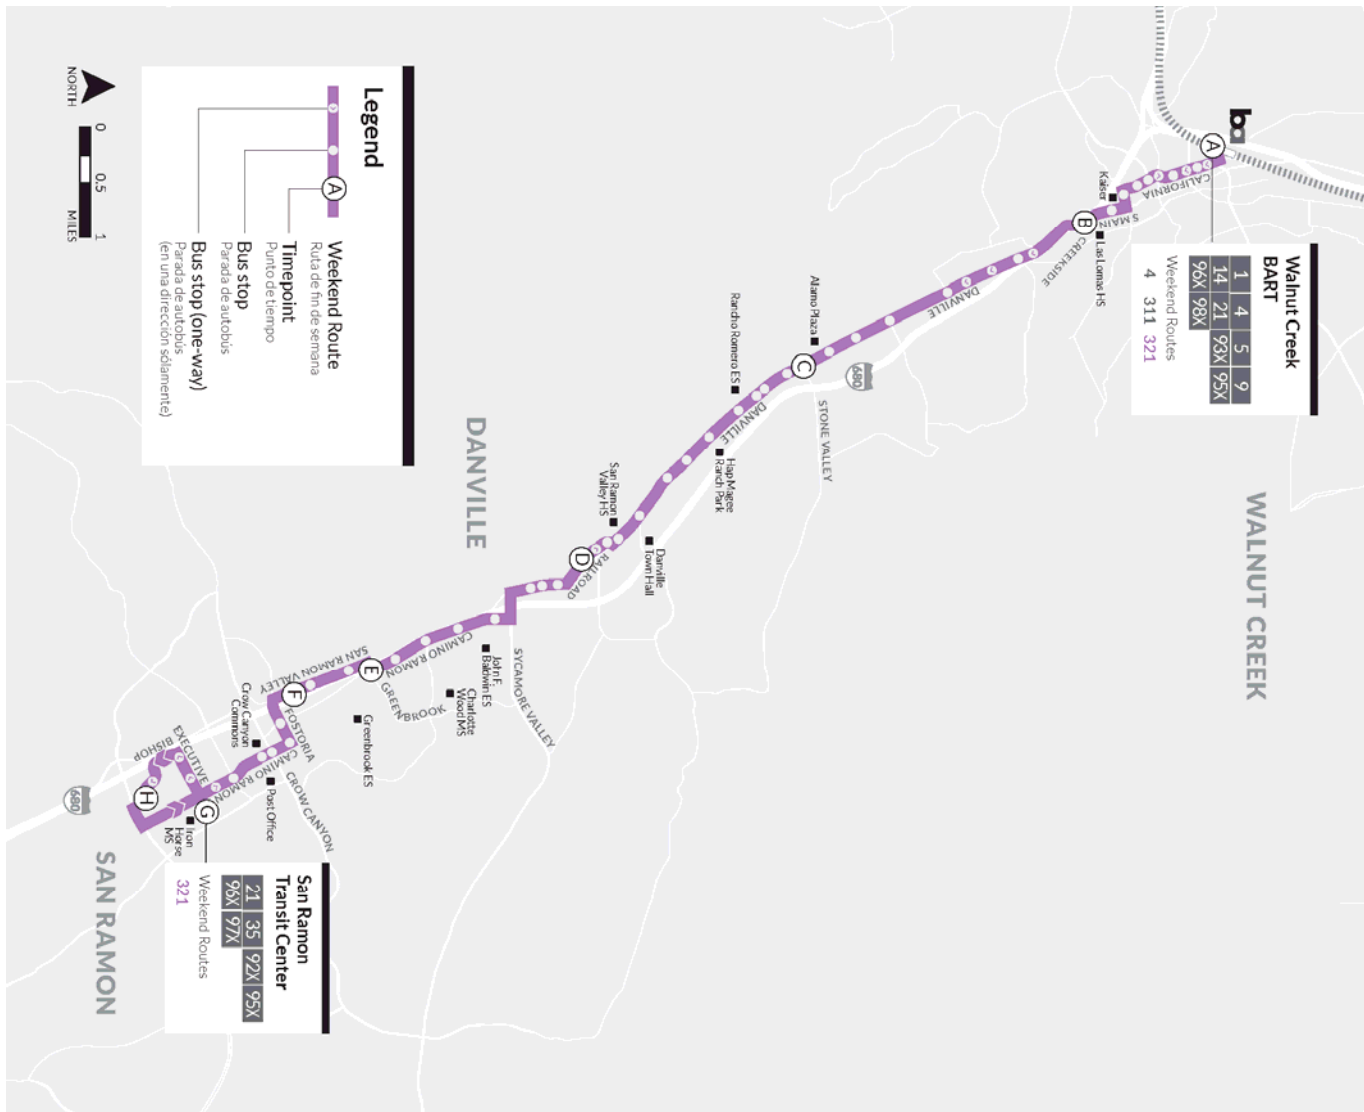 ba
A
CALIFORNIA
Kaiser
S MAIN
B
Las Lomas HS
CREEKSIDE
Walnut Creek
BART
1 4 5 9
14 21 93X 95X
96X 98X
Weekend Routes
4 311 321
WALNUT CREEK
DANVILLE
Alamo Plaza
C
680
STONE VALLEY
Rancho Romero ES
DANVILLE
Hap Magee
Ranch Park
San Ramon
Valley HS
Danville
Town Hall
D
RAILROAD
DANVILLE
SYCAMORE VALLEY
John F.
Baldwin ES
CAMINO RAMON
Charlotte
Wood MS
GREENBROOK
E
Greenbrook ES
SAN RAMON VALLEY
F
FOSTORIA
Crow Canyon
Commons
CAMINO RAMON
CROW CANYON
Post Office
EXECUTIVE
BISHOP
G
H
Iron
Horse
MS
680
SAN RAMON
San Ramon
Transit Center
21 35 92X 95X
96X 97X
Weekend Routes
321
Legend
A
Weekend Route
Ruta de fin de semana
Timepoint
Punto de tiempo
Bus stop
Parada de autobús
Bus stop (one-way)
Parada de autobús
(en una dirección sólamente)
NORTH
0 0.5 1
MILES